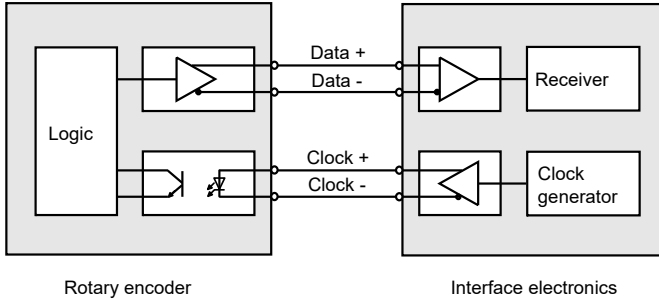 Data +
Data -
Logic
Receiver
Clock +
Clock -
Clock
generator
Rotary encoder
Interface electronics